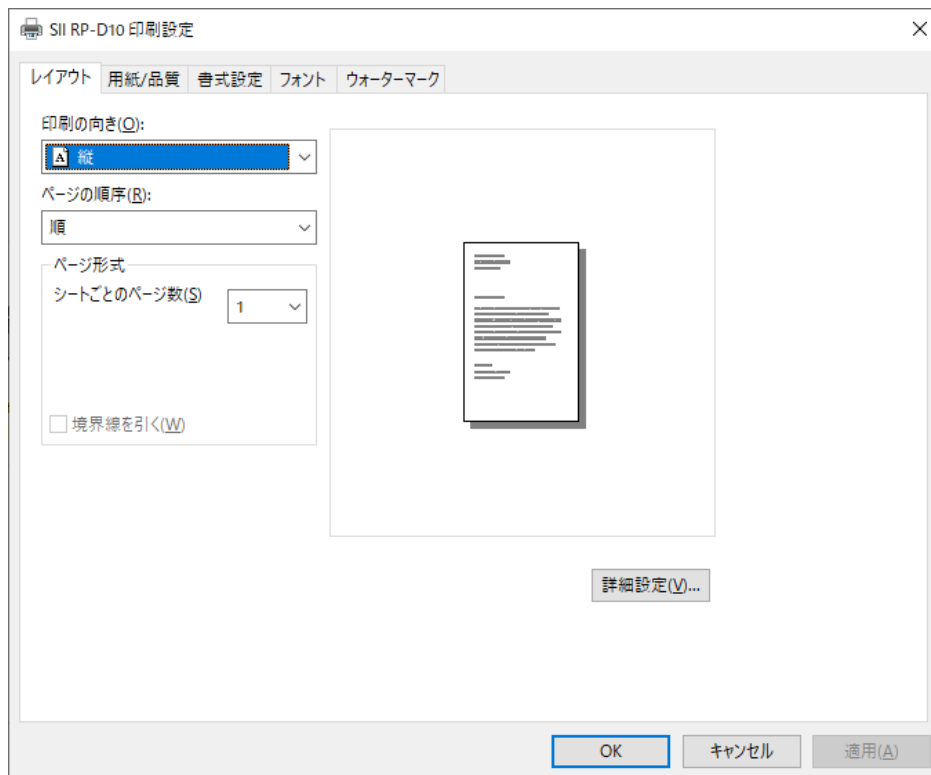 SII RP-D10 印刷設定
レイアウト 用紙/品質 書式設定 フォント ウォーターマーク
印刷の向き(O):
縦
ページの順序(R):
順
ページ形式
シートごとのページ数(S)
1
境界線を引く(W)
詳細設定(V)...
OK キャンセル 適用(A)